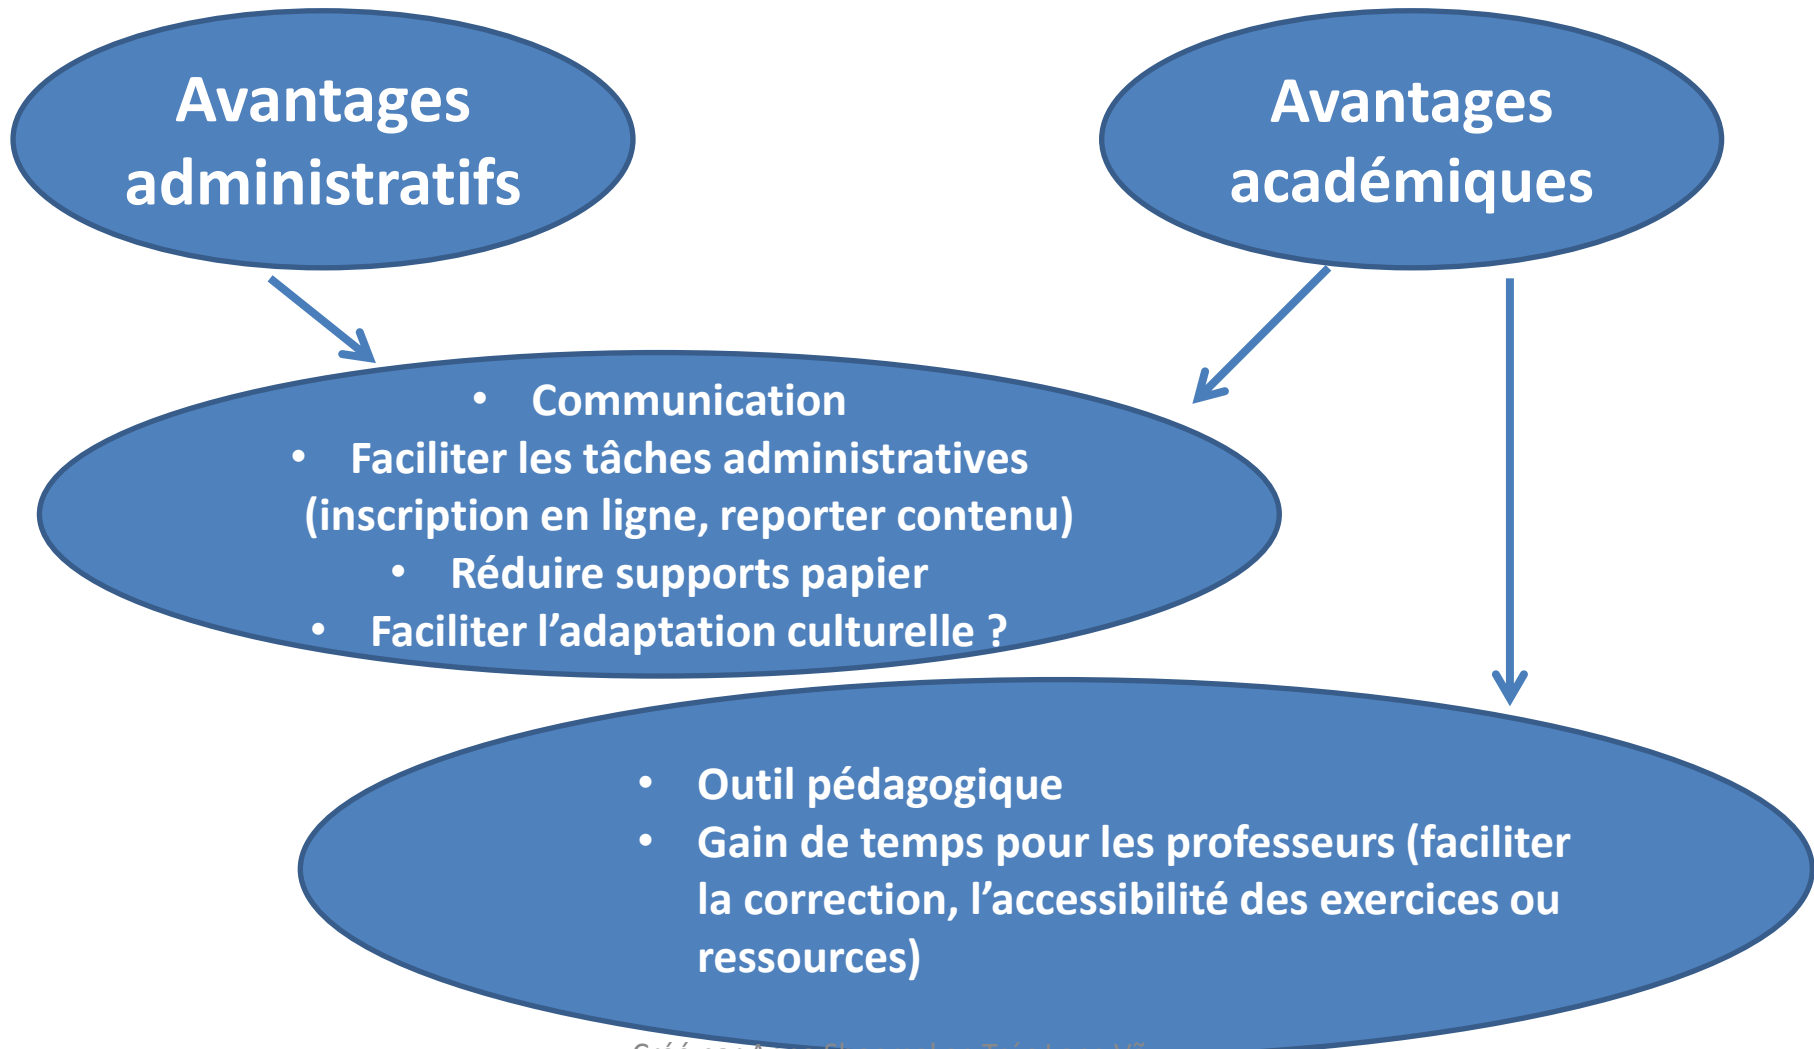 Avantages
administratifs
Avantages
académiques
• Communication
• Faciliter les tâches administratives
(inscription en ligne, reporter contenu)
• Réduire supports papier
• Faciliter l’adaptation culturelle ?
• Outil pédagogique
• Gain de temps pour les professeurs (faciliter
la correction, l’accessibilité des exercices ou
ressources)